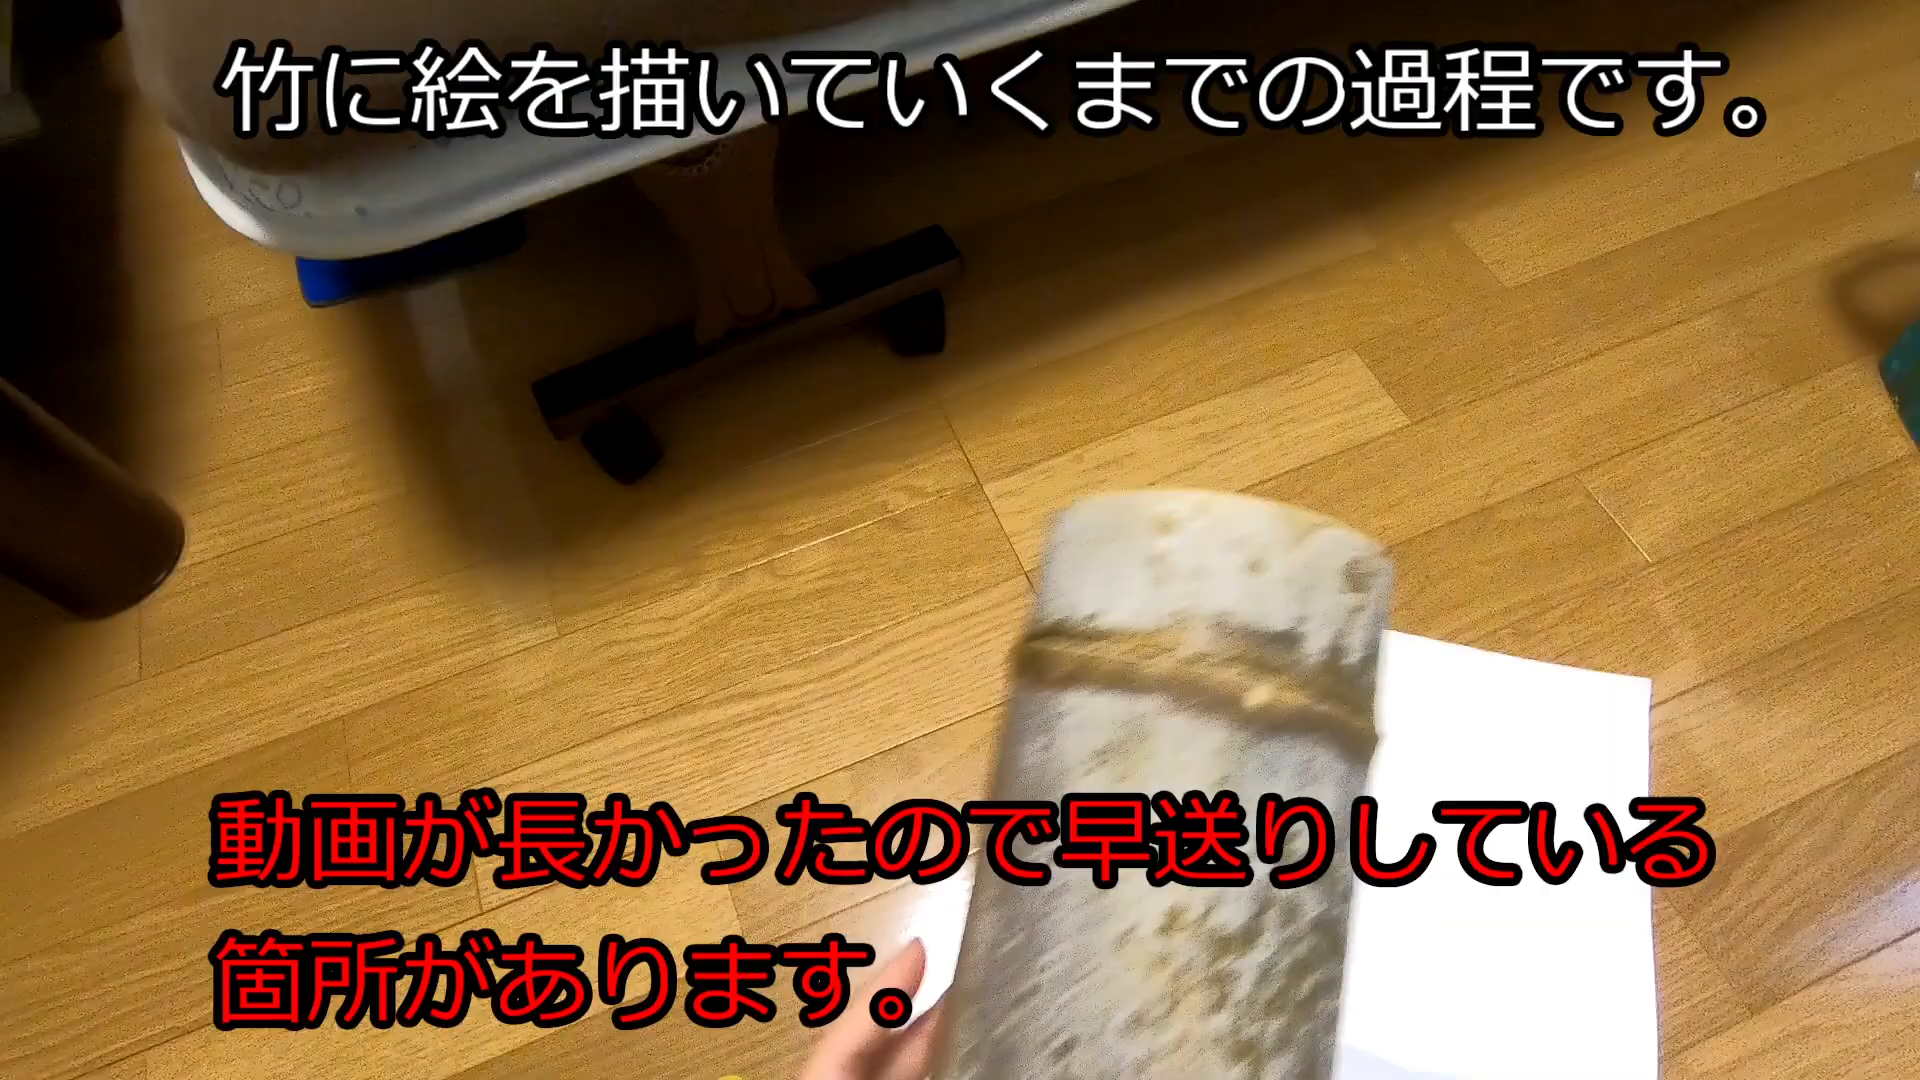 竹に絵を描いていくまでの過程です。
動画が長かったので早送りしている
箇所があります。